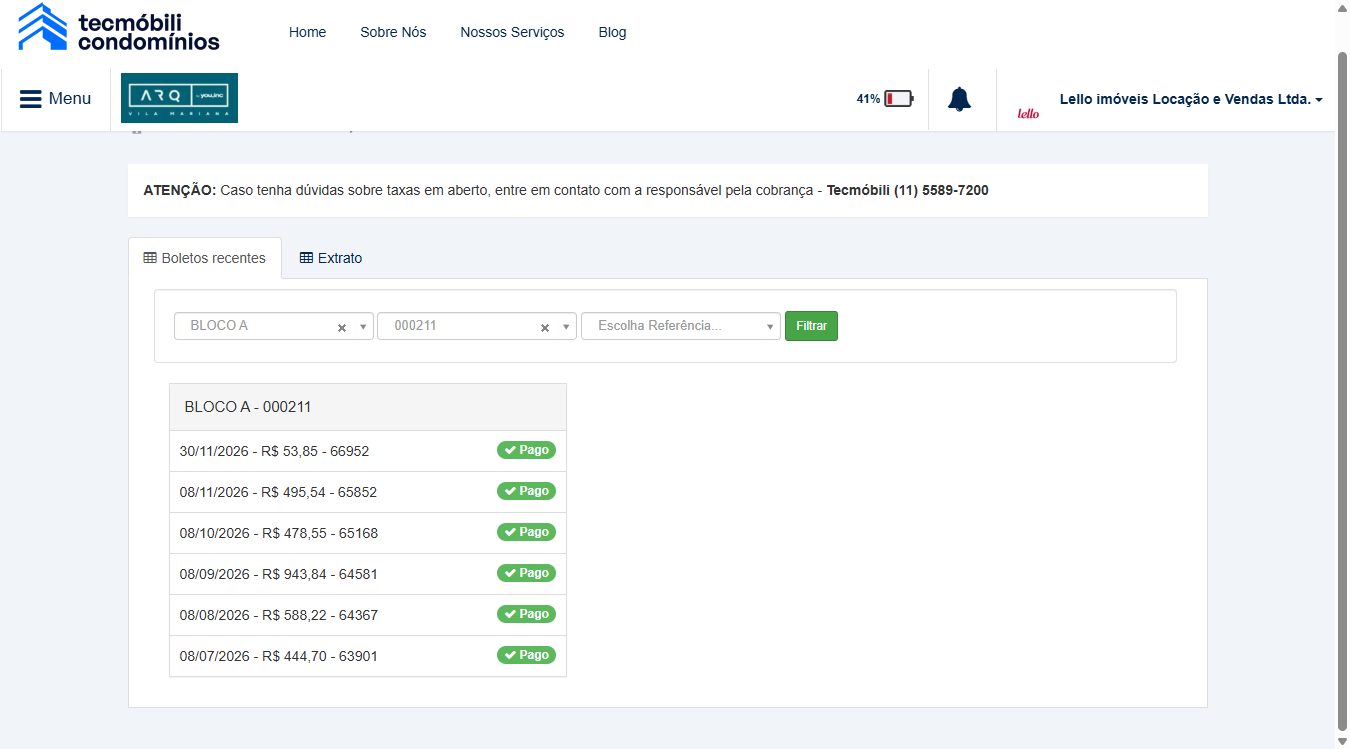 tecmóbili
condomínios
Home Sobre Nós Nossos Serviços Blog
Menu
ARQ by you,inc
VILA MARIANA
41%
lello
Lello imóveis Locação e Vendas Ltda.
ATENÇÃO: Caso tenha dúvidas sobre taxas em aberto, entre em contato com a responsável pela cobrança - Tecmóbili (11) 5589-7200
Boletos recentes Extrato
BLOCO A × 000211 × Escolha Referência... Filtrar
BLOCO A - 000211
30/11/2026 - R$ 53,85 - 66952 Pago
08/11/2026 - R$ 495,54 - 65852 Pago
08/10/2026 - R$ 478,55 - 65168 Pago
08/09/2026 - R$ 943,84 - 64581 Pago
08/08/2026 - R$ 588,22 - 64367 Pago
08/07/2026 - R$ 444,70 - 63901 Pago